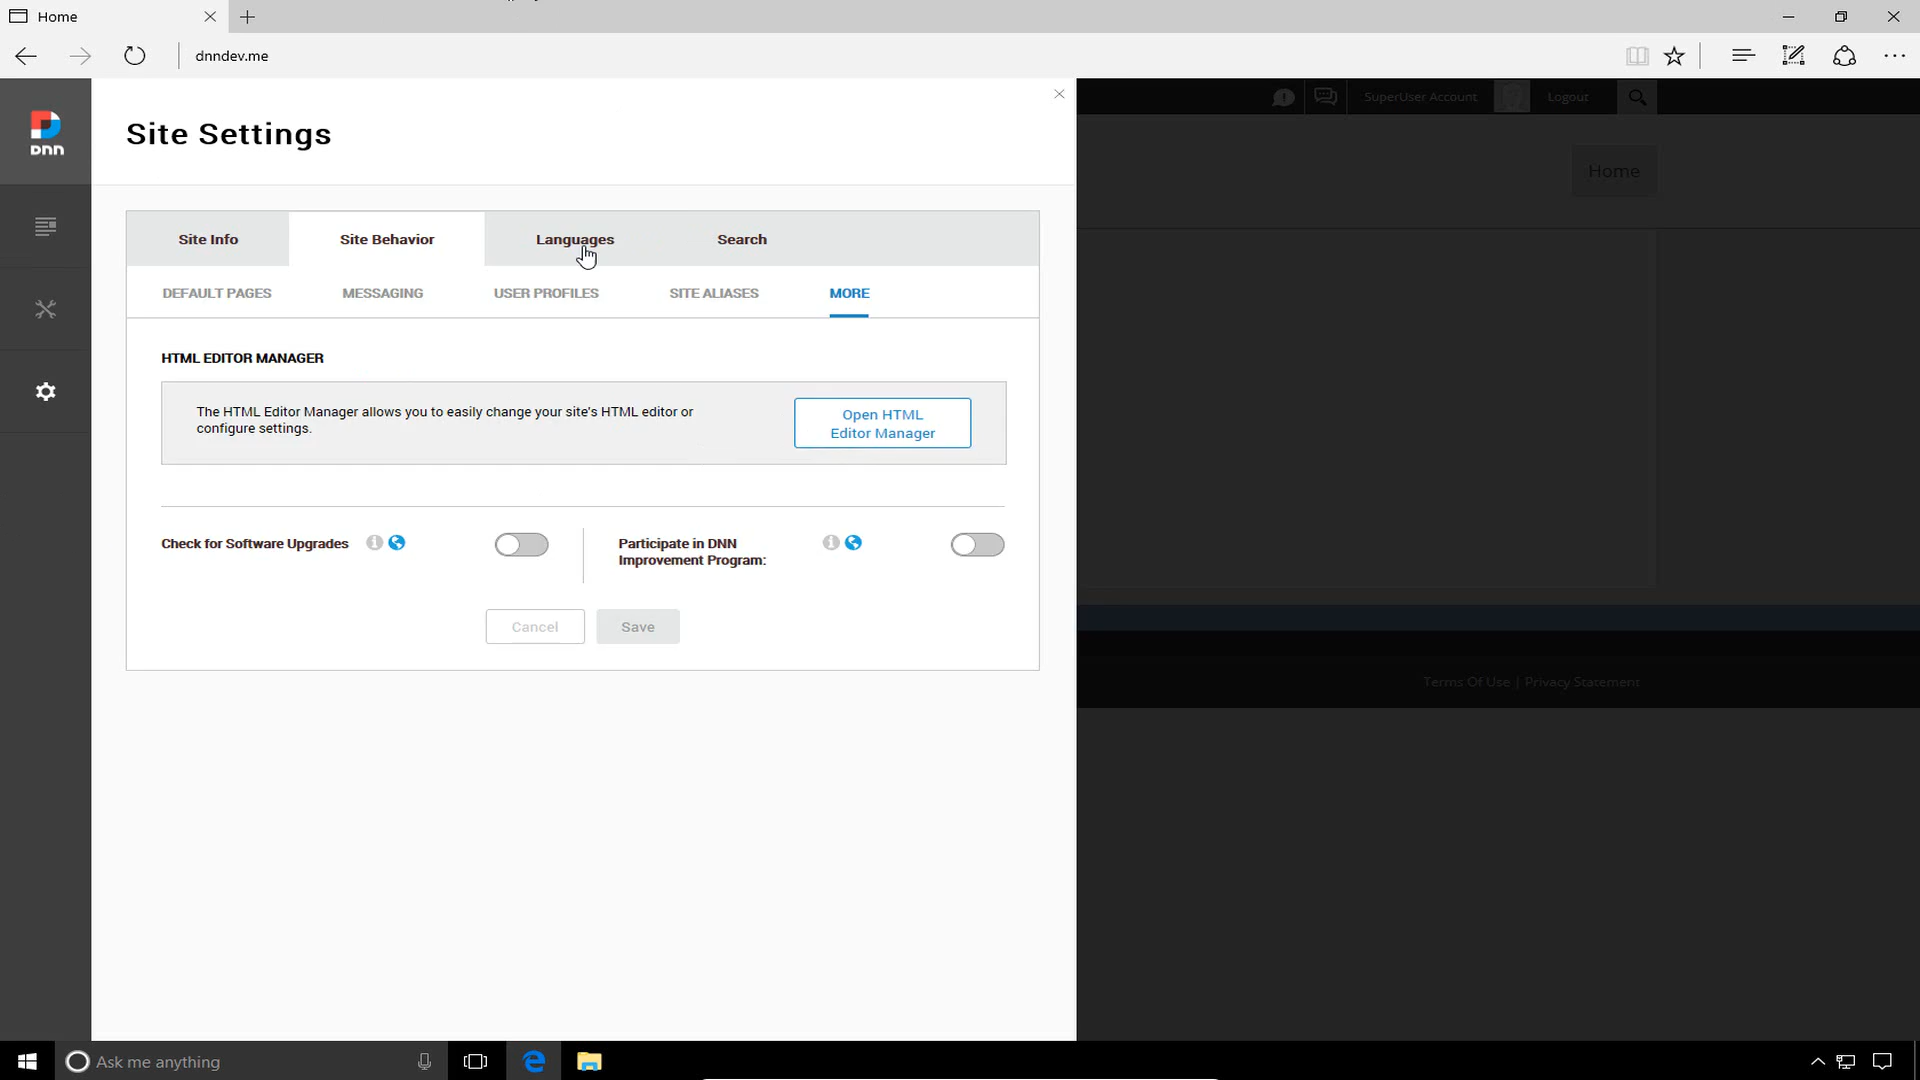 Home
dnndev.me
DNN
SuperUser Account
Logout
Home
Site Settings
Site Info
Site Behavior
Languages
Search
DEFAULT PAGES
MESSAGING
USER PROFILES
SITE ALIASES
MORE
HTML EDITOR MANAGER
The HTML Editor Manager allows you to easily change your site's HTML editor or
configure settings.
Open HTML
Editor Manager
Check for Software Upgrades
Participate in DNN
Improvement Program:
Cancel
Save
Terms Of Use | Privacy Statement
Ask me anything